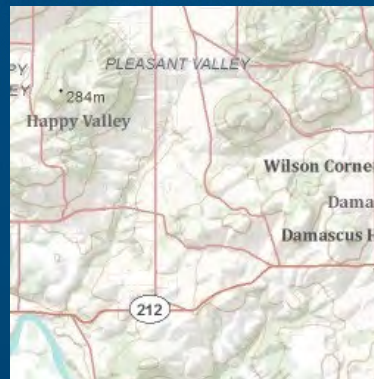 PLEASANT VALLEY
284m
Happy Valley
Wilson Corne
Dama
Damascus H
212